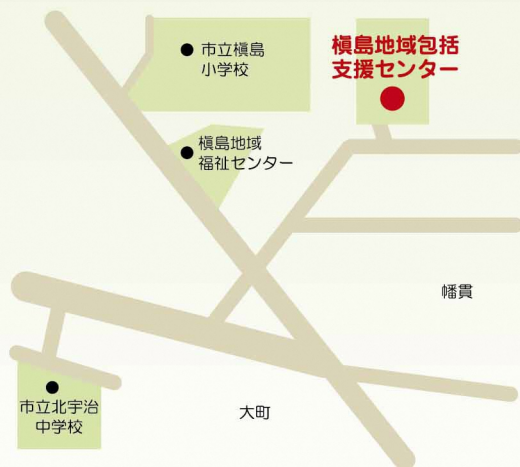 市立槇島
小学校
槇島地域包括
支援センター
槇島地域
福祉センター
幡貫
市立北宇治
中学校
大町